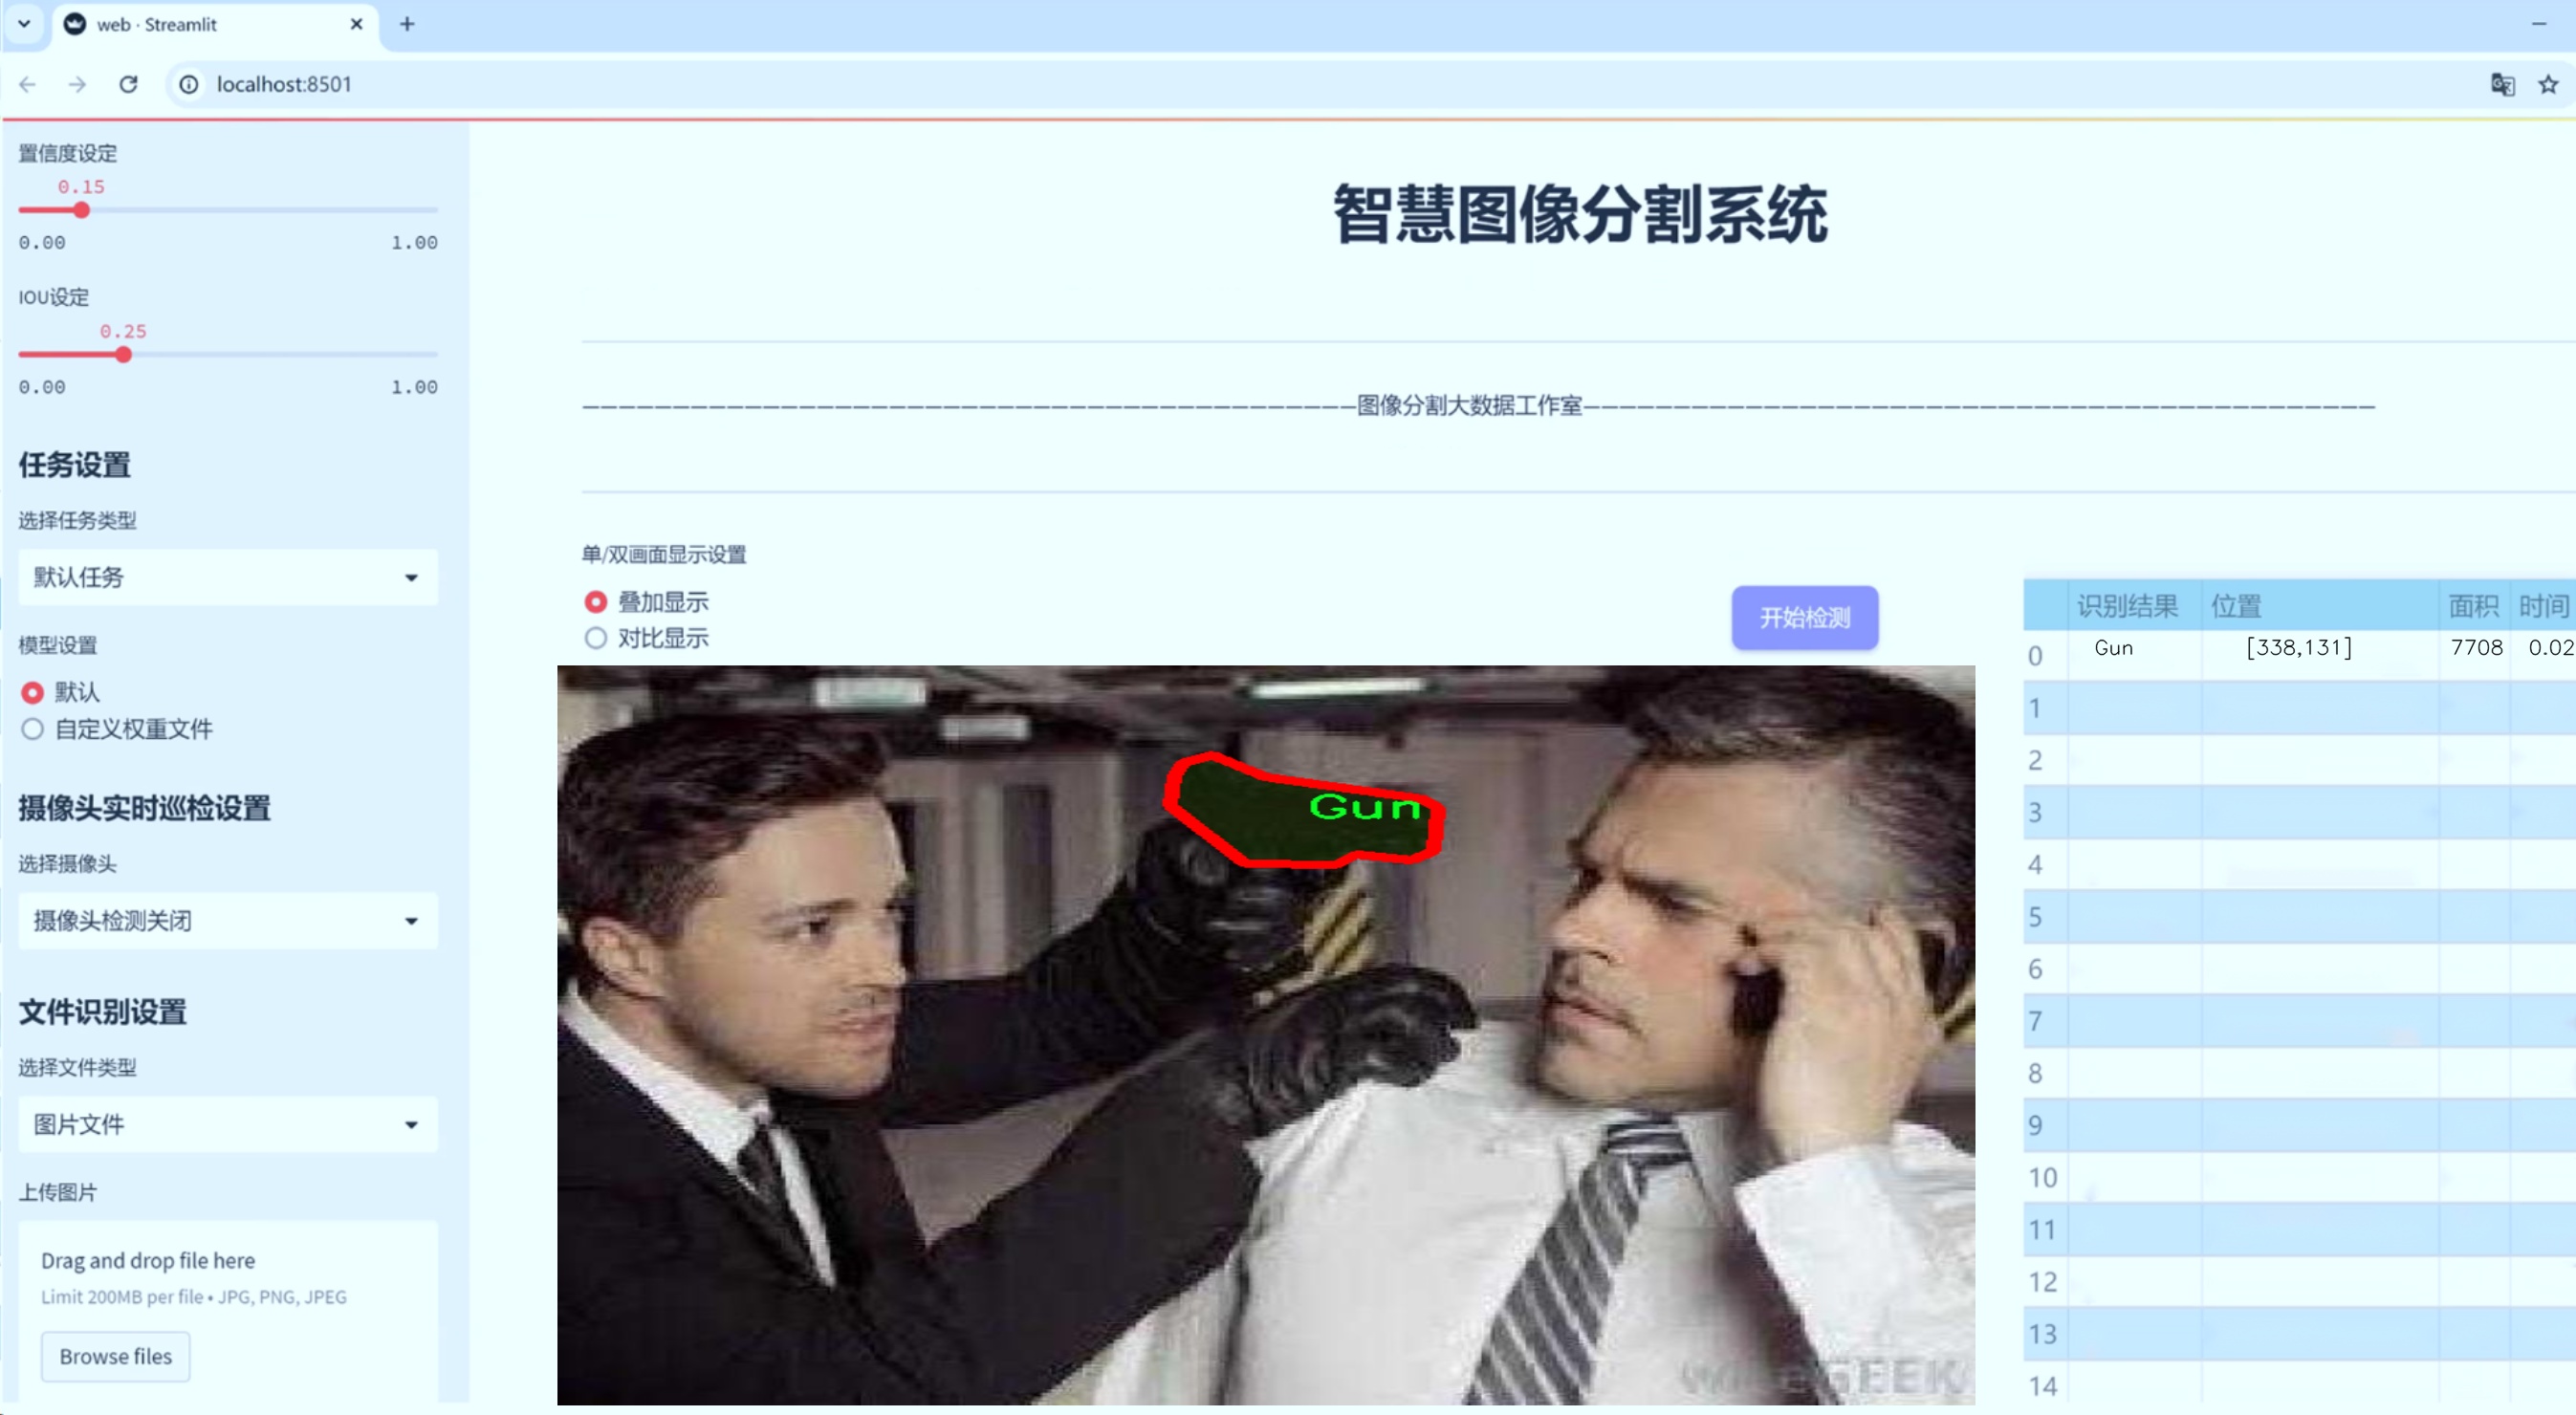 web · Streamlit
localhost:8501
置信度设定
0.15
0.00 1.00
IOU设定
0.25
0.00 1.00
任务设置
选择任务类型
默认任务
模型设置
默认
自定义权重文件
摄像头实时巡检设置
选择摄像头
摄像头检测关闭
文件识别设置
选择文件类型
图片文件
上传图片
Drag and drop file here
Limit 200MB per file • JPG, PNG, JPEG
Browse files
智慧图像分割系统
图像分割大数据工作室
单/双画面显示设置
叠加显示
对比显示
开始检测
Gun
识别结果 位置 面积 时间
0 Gun [338,131] 7708 0.02
1
2
3
4
5
6
7
8
9
10
11
12
13
14